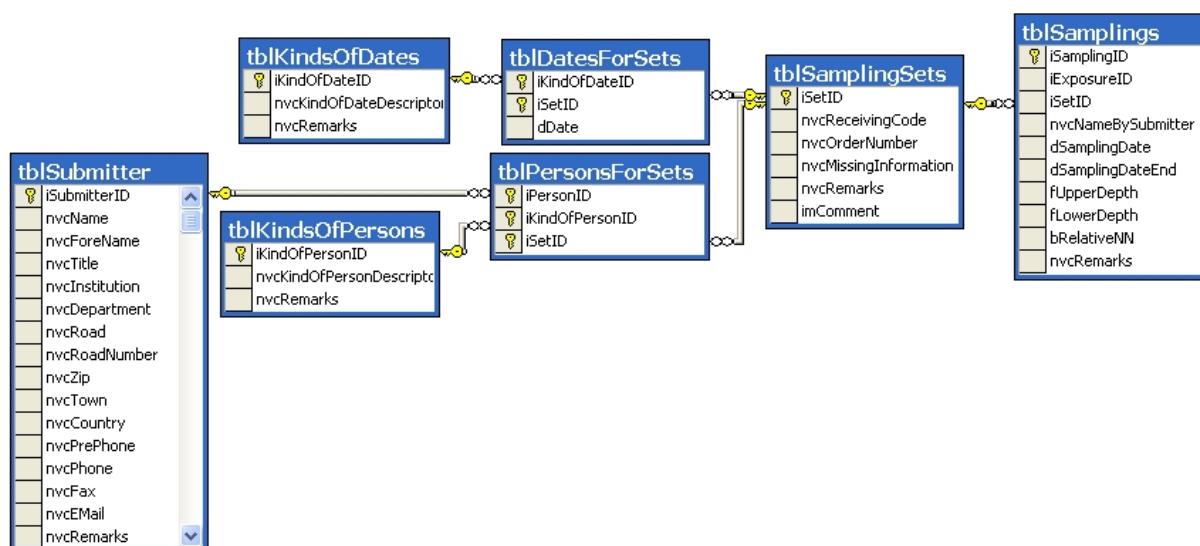 tblKindsOfDates
iKindOfDateID
nvcKindOfDateDescriptor
nvcRemarks
tblDatesForSets
iKindOfDateID
iSetID
dDate
tblSamplingSets
iSetID
nvcReceivingCode
nvcOrderNumber
nvcMissingInformation
nvcRemarks
imComment
tblSamplings
iSamplingID
iExposureID
iSetID
nvcNameBySubmitter
dSamplingDate
dSamplingDateEnd
fUpperDepth
fLowerDepth
bRelativeNN
nvcRemarks
tblSubmitter
iSubmitterID
nvcName
nvcForeName
nvcTitle
nvcInstitution
nvcDepartment
nvcRoad
nvcRoadNumber
nvcZip
nvcTown
nvcCountry
nvcPrePhone
nvcPhone
nvcFax
nvcEMail
nvcRemarks
tblKindsOfPersons
iKindOfPersonID
nvcKindOfPersonDescripto
nvcRemarks
tblPersonsForSets
iPersonID
iKindOfPersonID
iSetID